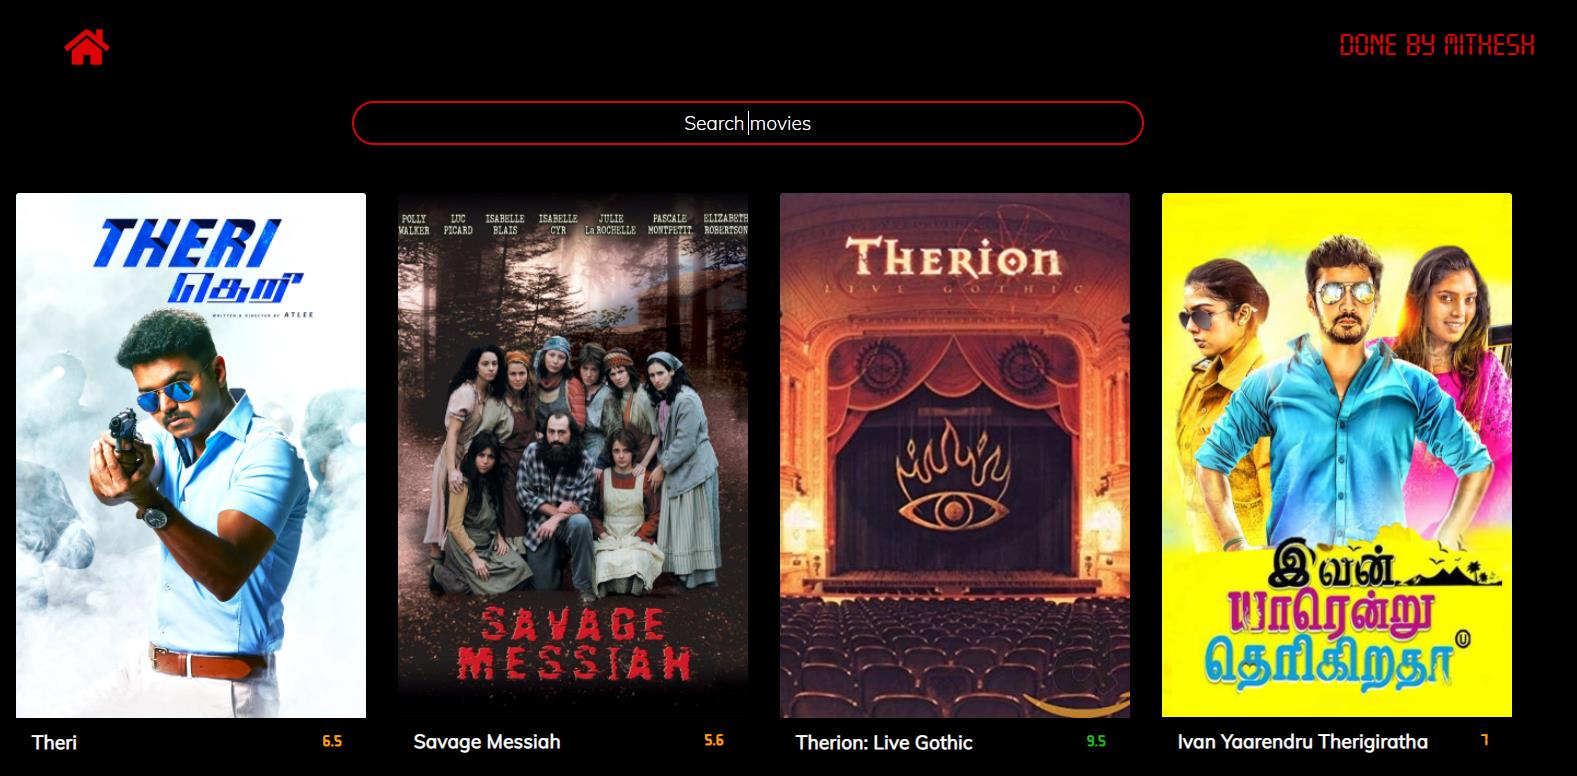 DONE BY MITHESH
Search movies
THERI
தெறி
WRITTEN & DIRECTED BY ATLEE
POLLY WALKER LUC PICARD ISABELLE BLAIS ISABELLE CYR JULIE LaROCHELLE PASCALE MONTPETIT ELIZABETH ROBERTSON
SAVAGE
MESSIAH
THERION
LIVE GOTHIC
இவன்
யாரென்று
தெரிகிறதா
U
Theri 6.5
Savage Messiah 5.6
Therion: Live Gothic 9.5
Ivan Yaarendru Therigiratha 7